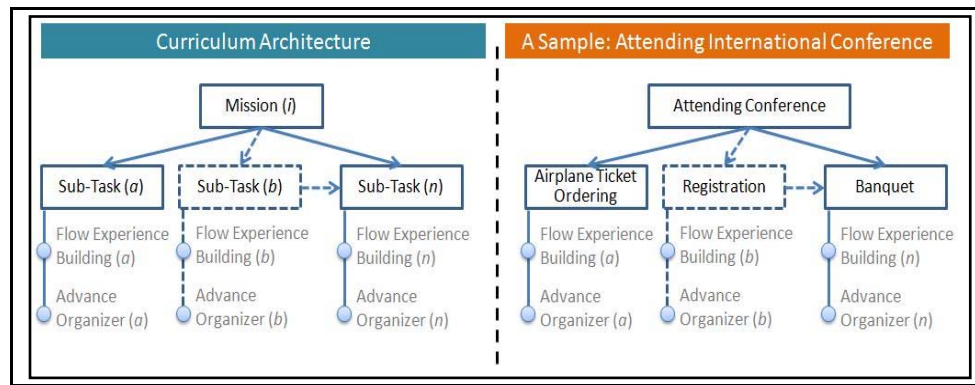 Curriculum Architecture
Mission (i)
Sub-Task (a)
Sub-Task (b)
Sub-Task (n)
Flow Experience
Building (a)
Flow Experience
Building (b)
Flow Experience
Building (n)
Advance
Organizer (a)
Advance
Organizer (b)
Advance
Organizer (n)
A Sample: Attending International Conference
Attending Conference
Airplane Ticket
Ordering
Registration
Banquet
Flow Experience
Building (a)
Flow Experience
Building (b)
Flow Experience
Building (n)
Advance
Organizer (a)
Advance
Organizer (b)
Advance
Organizer (n)